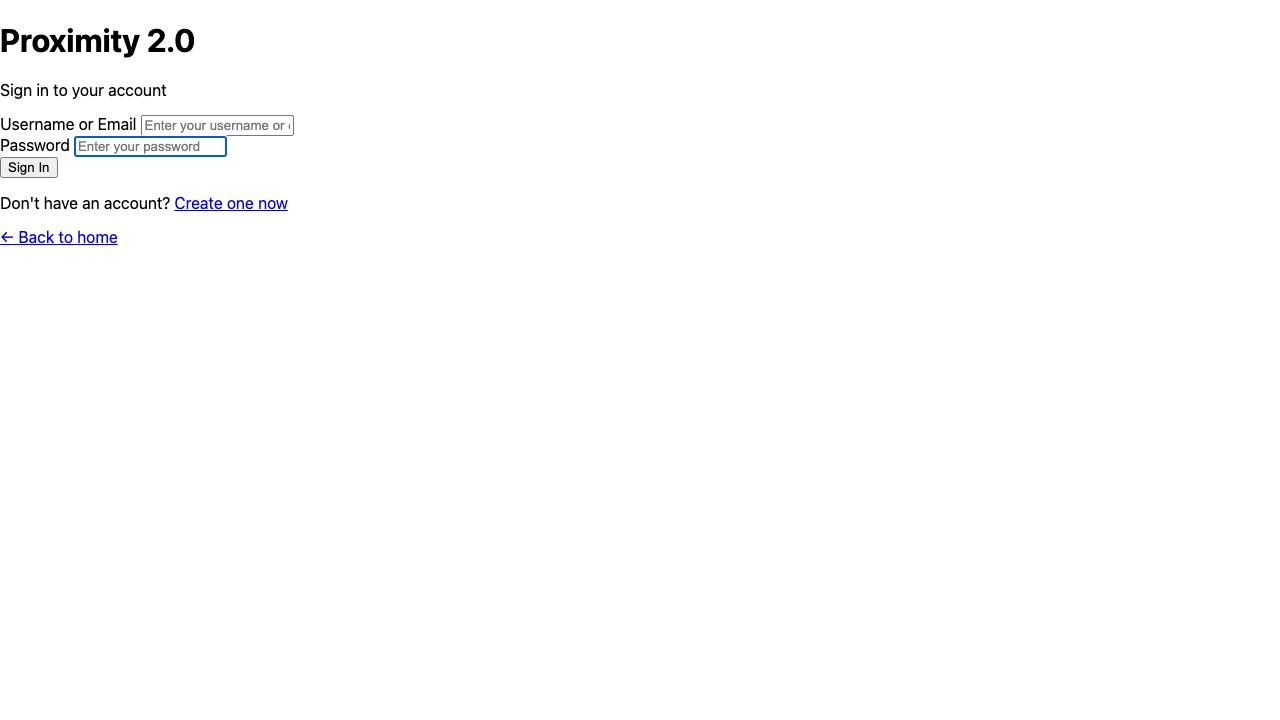 Proximity 2.0
Sign in to your account
Username or Email Enter your username or
Password Enter your password
Sign In
Don't have an account? Create one now
← Back to home